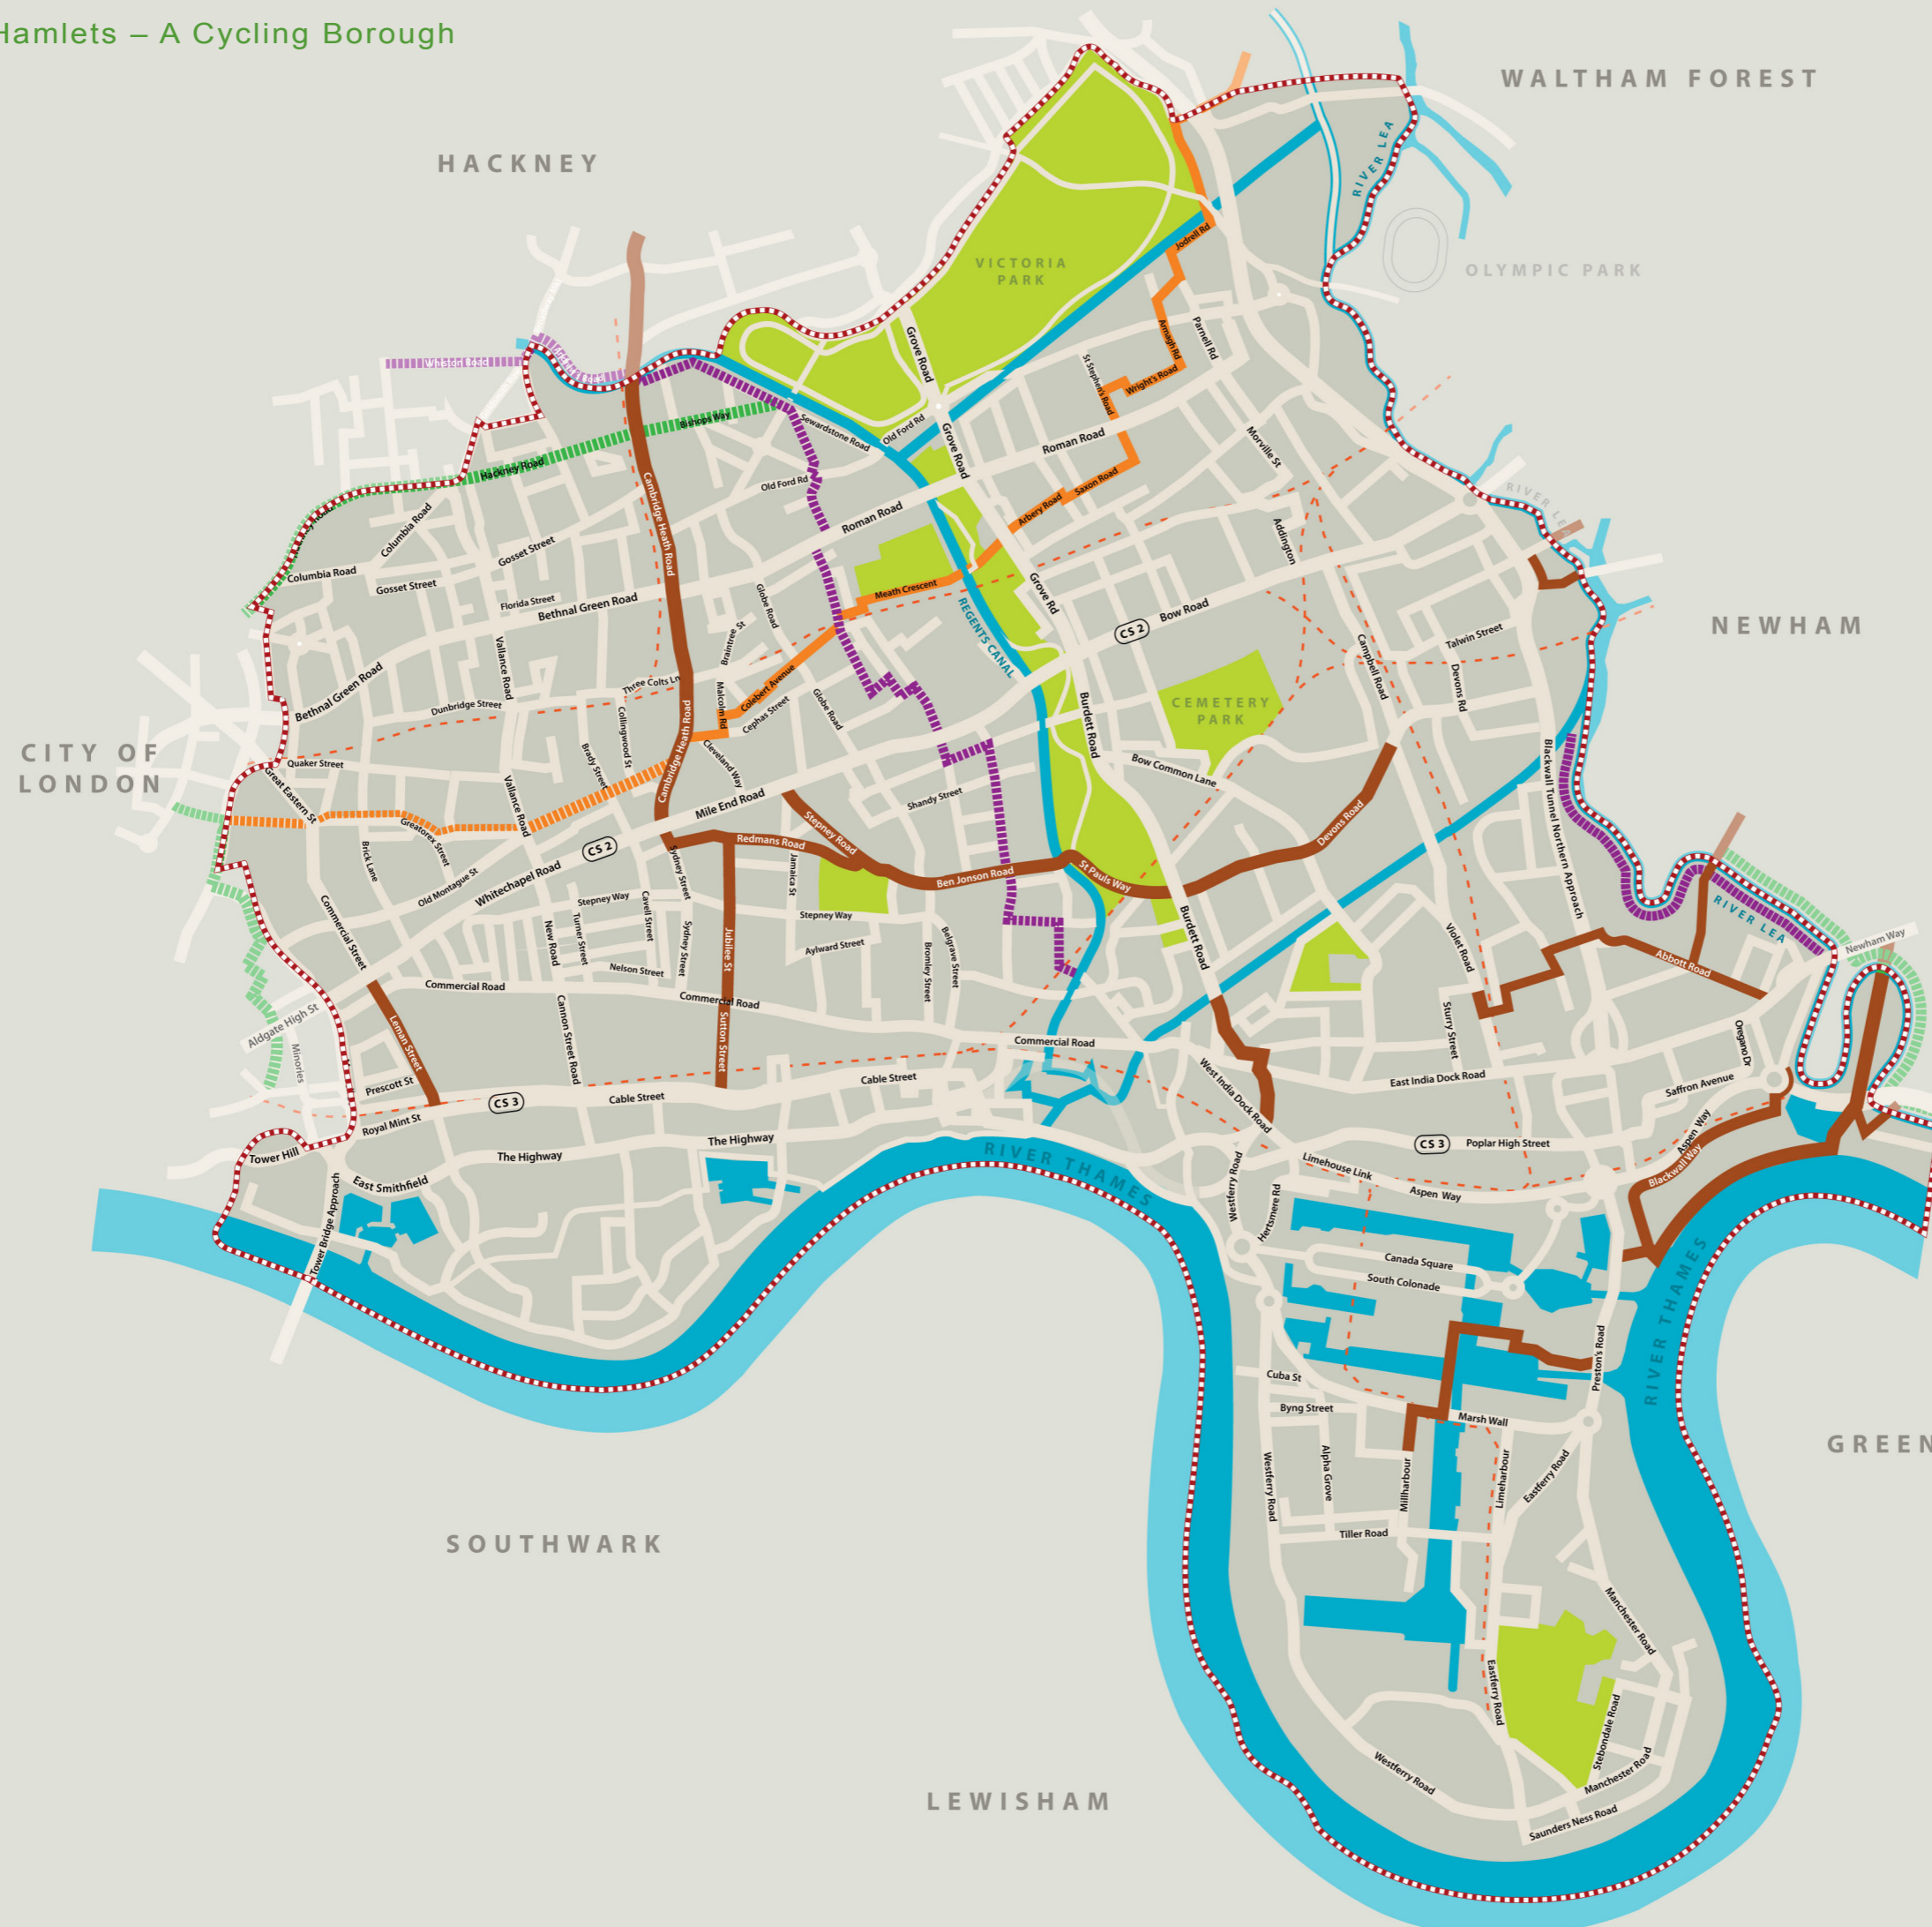 Hamlets – A Cycling Borough
WALTHAM FOREST
HACKNEY
RIVER LEA
VICTORIA
PARK
OLYMPIC PARK
Jodrell Rd
Grove Road
Armagh Rd
Parnell Rd
St Stephen's Road
Wright's Road
Bishops Way
Sewardstone Road
Old Ford Rd
Grove Road
Roman Road
Morville St
Hackney Road
Cambridge Heath Road
Old Ford Rd
Saxon Road
Arbery Road
RIVER LE
Columbia Road
Roman Road
Addington
Gosset Street
Columbia Road
Gosset Street
Meath Crescent
Grove Rd
Florida Street
Bethnal Green Road
Globe Road
REGENTS CANAL
CS 2
Bow Road
NEWHAM
Talwin Street
Braintree St
Vallance Road
Campbell Road
Devons Rd
Bethnal Green Road
Three Colts Ln
Colebert Avenue
Malcolm Rd
Cephas Street
Globe Road
Dunbridge Street
Collingwood St
CEMETERY
PARK
Burdett Road
CITY OF
LONDON
Quaker Street
Great Eastern St
Brady Street
Cambridge Heath Road
Cleveland Way
Bow Common Lane
Blackwall Tunnel Northern Approach
Vallance Road
Mile End Road
Shandy Street
Greatorex Street
Stepney Road
Devons Road
CS 2
Redmans Road
Brick Lane
Old Montague St
Whitechapel Road
Sydney Street
Jamaica St
Ben Jonson Road
St Pauls Way
Commercial Street
Stepney Way
Cavell Street
Stepney Way
Turner Street
New Road
Sydney Street
Jubilee St
Aylward Street
Bromley Street
Belgrave Street
Burdett Road
Violet Road
RIVER LEA
Newham Way
Abbott Road
Nelson Street
Commercial Road
Commercial Road
Aldgate High St
Minories
Leman Street
Cannon Street Road
Sutton Street
Commercial Road
Sturry Street
Oregano Dr
Prescott St
Cable Street
West India Dock Road
East India Dock Road
Saffron Avenue
CS 3
Cable Street
Royal Mint St
The Highway
CS 3
Poplar High Street
Aspen Way
Tower Hill
The Highway
RIVER THAMES
Limehouse Link
Blackwall Way
East Smithfield
Westferry Road
Hertsmere Rd
Aspen Way
Tower Bridge Approach
Canada Square
South Colonade
RIVER THAMES
Preston's Road
Cuba St
Byng Street
Marsh Wall
GREEN
Westferry Road
Alpha Grove
Millharbour
Limeharbour
Eastferry Road
Tiller Road
SOUTHWARK
Manchester Road
Eastferry Road
Stebondale Road
Westferry Road
Manchester Road
LEWISHAM
Saunders Ness Road